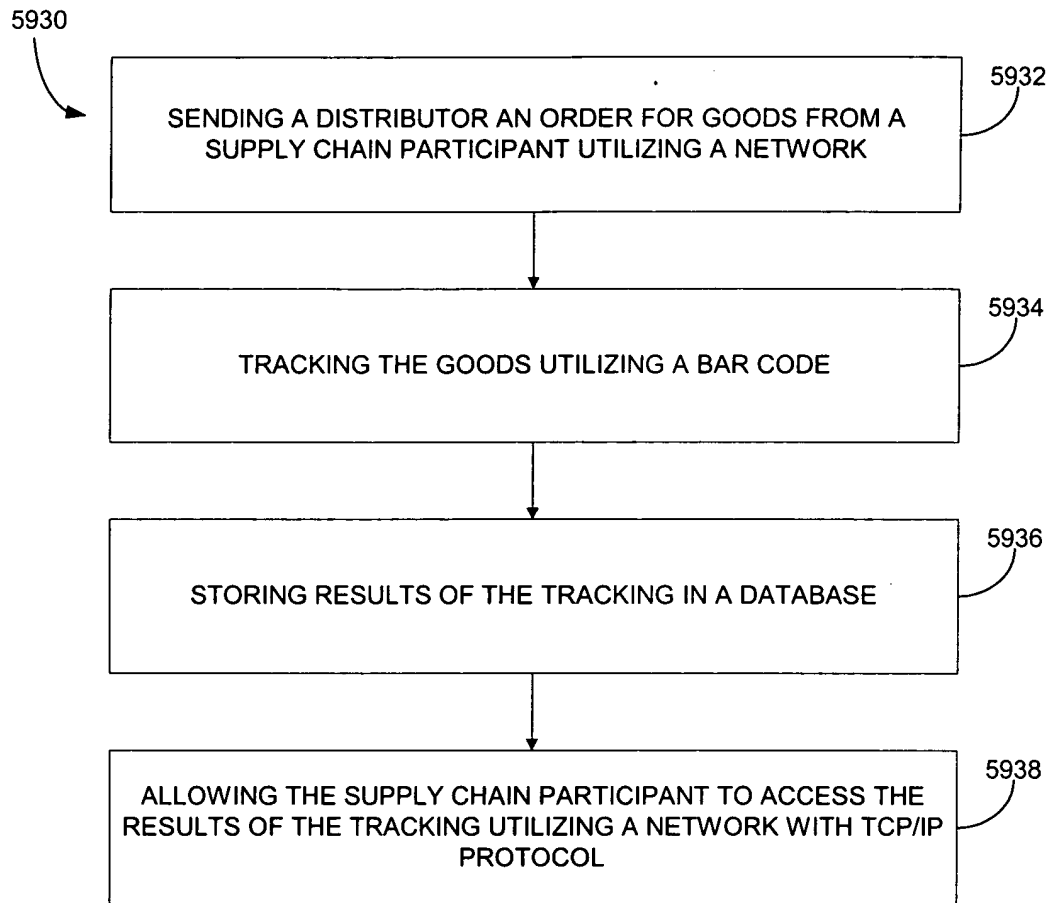 5930
5932
SENDING A DISTRIBUTOR AN ORDER FOR GOODS FROM A
SUPPLY CHAIN PARTICIPANT UTILIZING A NETWORK
5934
TRACKING THE GOODS UTILIZING A BAR CODE
5936
STORING RESULTS OF THE TRACKING IN A DATABASE
5938
ALLOWING THE SUPPLY CHAIN PARTICIPANT TO ACCESS THE
RESULTS OF THE TRACKING UTILIZING A NETWORK WITH TCP/IP
PROTOCOL